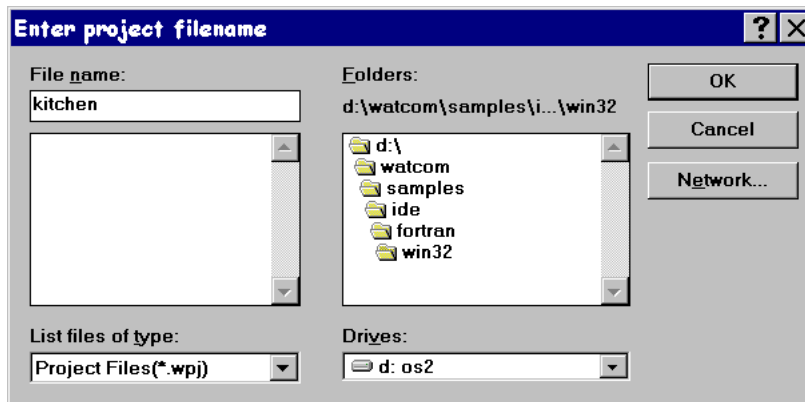 Enter project filename
File name:
kitchen
Folders:
d:\watcom\samples\i...\win32
d:\
watcom
samples
ide
fortran
win32
OK
Cancel
Network...
List files of type:
Project Files(*.wpj)
Drives:
d: os2